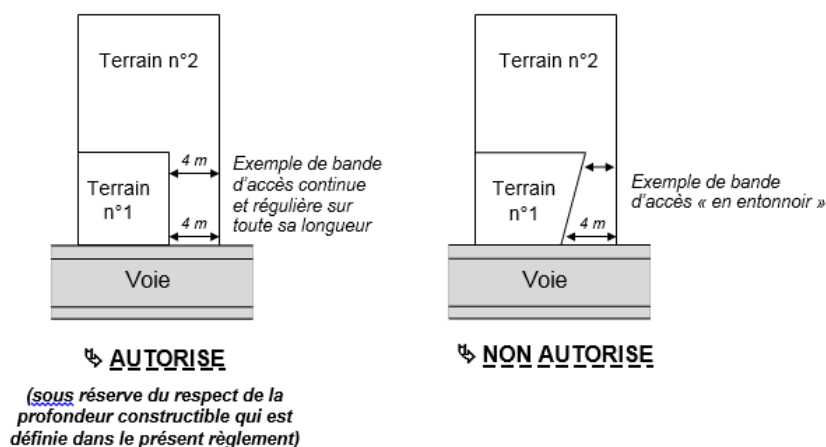 Terrain n°2
4 m
Terrain
n°1
Exemple de bande
d'accès continue
et régulière sur
toute sa longueur
4 m
Voie
AUTORISE
(sous réserve du respect de la
profondeur constructible qui est
définie dans le présent règlement)
Terrain n°2
Terrain
n°1
Exemple de bande
d'accès « en entonnoir »
4 m
Voie
NON AUTORISE